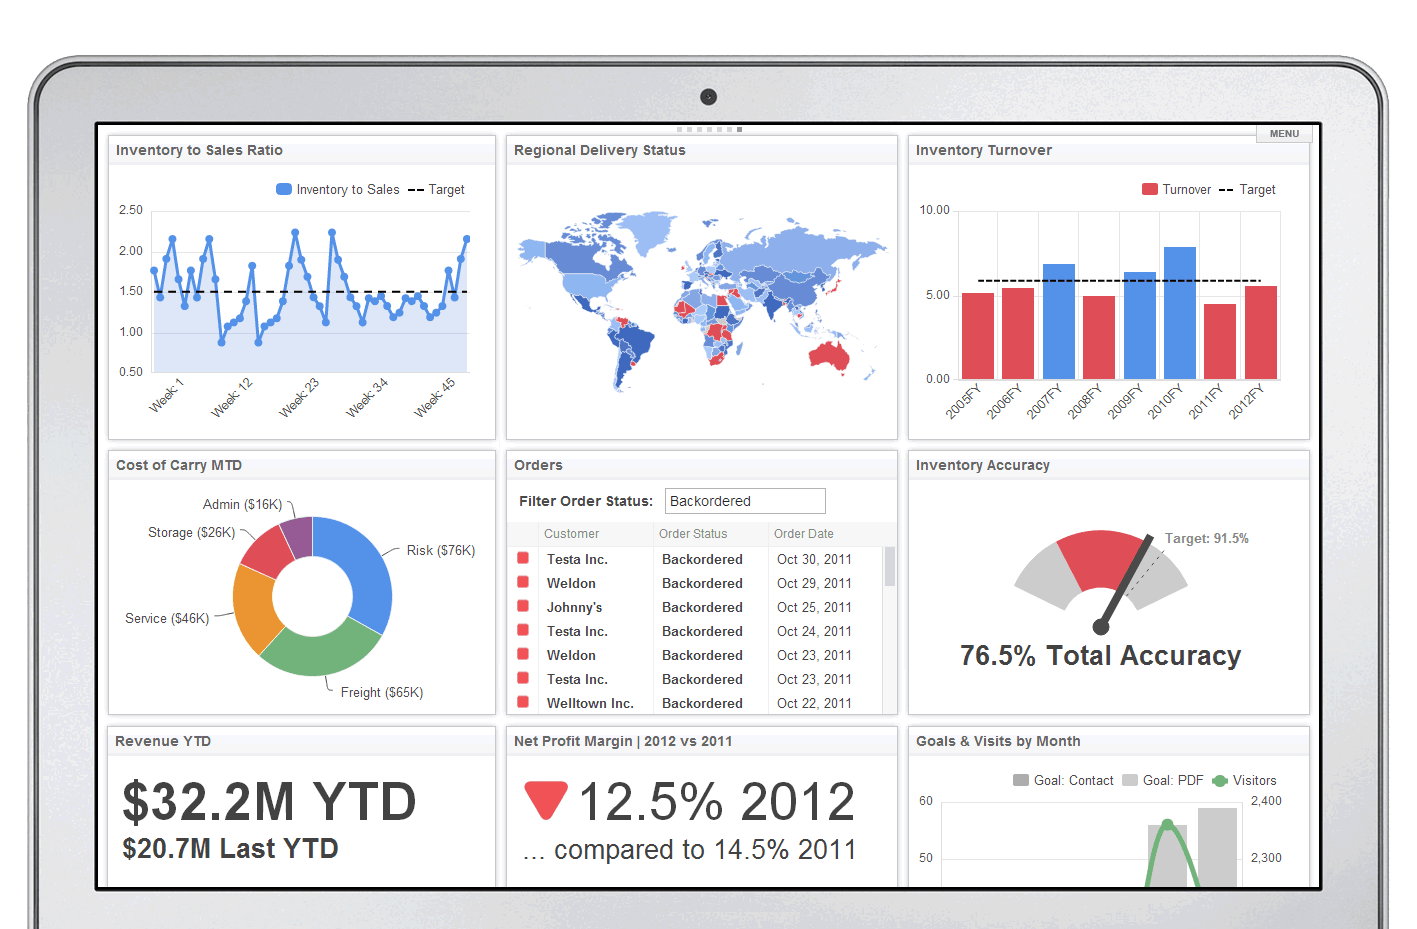 MENU
Inventory to Sales Ratio
Inventory to Sales
Target
2.50
2.00
1.50
1.00
0.50
Week: 1
Week: 12
Week: 23
Week: 34
Week: 45
Regional Delivery Status
Inventory Turnover
Turnover
Target
10.00
5.00
0.00
2005FY
2006FY
2007FY
2008FY
2009FY
2010FY
2011FY
2012FY
Cost of Carry MTD
Admin ($16K)
Storage ($26K)
Risk ($76K)
Service ($46K)
Freight ($65K)
Orders
Filter Order Status: Backordered
Customer Order Status Order Date
Testa Inc. Backordered Oct 30, 2011
Weldon Backordered Oct 29, 2011
Johnny's Backordered Oct 25, 2011
Testa Inc. Backordered Oct 24, 2011
Weldon Backordered Oct 23, 2011
Testa Inc. Backordered Oct 23, 2011
Welltown Inc. Backordered Oct 22, 2011
Inventory Accuracy
Target: 91.5%
76.5% Total Accuracy
Revenue YTD
$32.2M YTD
$20.7M Last YTD
Net Profit Margin | 2012 vs 2011
12.5% 2012
... compared to 14.5% 2011
Goals & Visits by Month
Goal: Contact
Goal: PDF
Visitors
60
2,400
50
2,300